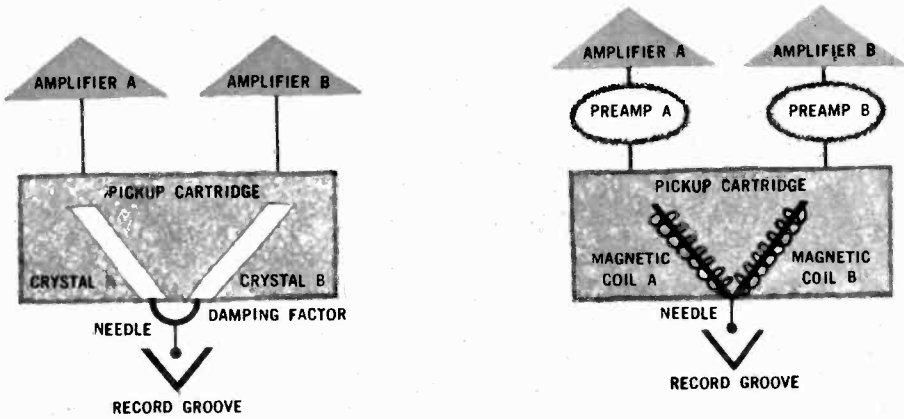 AMPLIFIER A
AMPLIFIER B
PICKUP CARTRIDGE
CRYSTAL
CRYSTAL B
NEEDLE
DAMPING FACTOR
RECORD GROOVE
AMPLIFIER A
AMPLIFIER B
PREAMP A
PREAMP B
PICKUP CARTRIDGE
MAGNETIC
COIL A
MAGNETIC
COIL B
NEEDLE
RECORD GROOVE